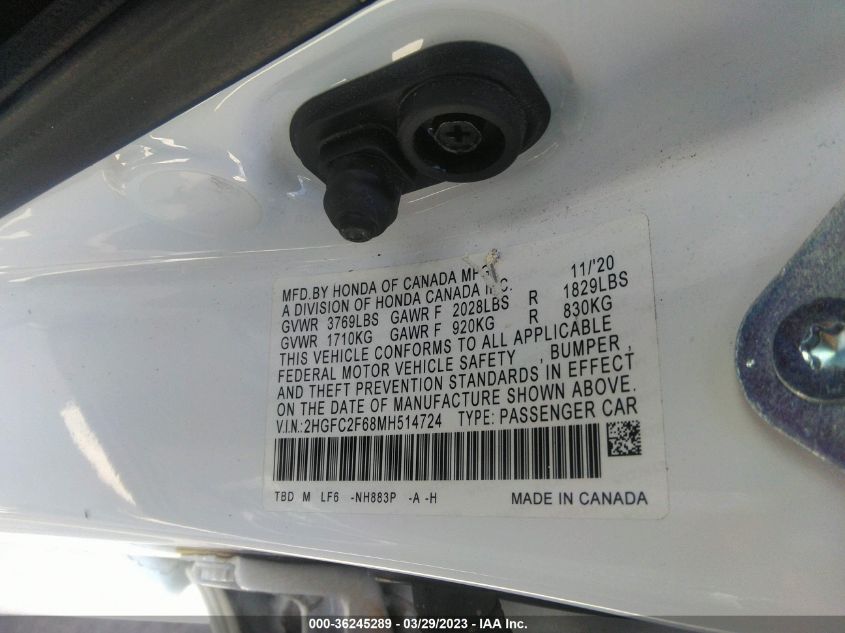 MFD.BY HONDA OF CANADA MFG. 11/'20
A DIVISION OF HONDA CANADA INC.
GVWR 3769LBS GAWR F 2028LBS R 1829LBS
GVWR 1710KG GAWR F 920KG R 830KG
THIS VEHICLE CONFORMS TO ALL APPLICABLE
FEDERAL MOTOR VEHICLE SAFETY , BUMPER ,
AND THEFT PREVENTION STANDARDS IN EFFECT
ON THE DATE OF MANUFACTURE SHOWN ABOVE.
V.I.N.:2HGFC2F68MH514724 TYPE: PASSENGER CAR
TBD M LF6 -NH883P -A -H MADE IN CANADA
000-36245289 - 03/29/2023 - IAA Inc.